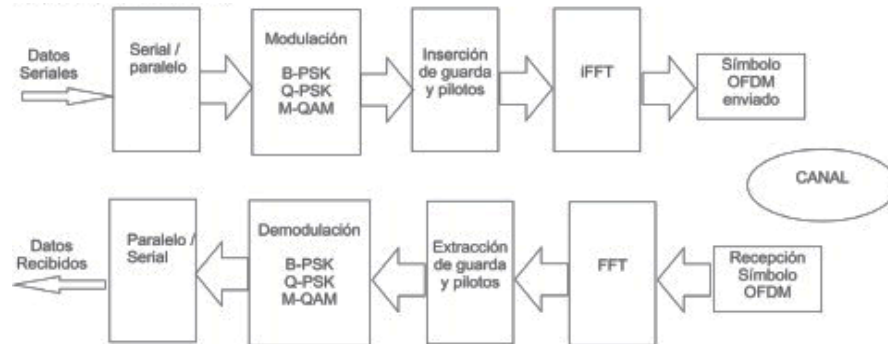 Datos
Seriales
Serial /
paralelo
Modulación
B-PSK
Q-PSK
M-QAM
Inserción
de guarda
y pilotos
iFFT
Símbolo
OFDM
enviado
CANAL
Datos
Recibidos
Paralelo /
Serial
Demodulación
B-PSK
Q-PSK
M-QAM
Extracción
de guarda
y pilotos
FFT
Recepción
Símbolo
OFDM